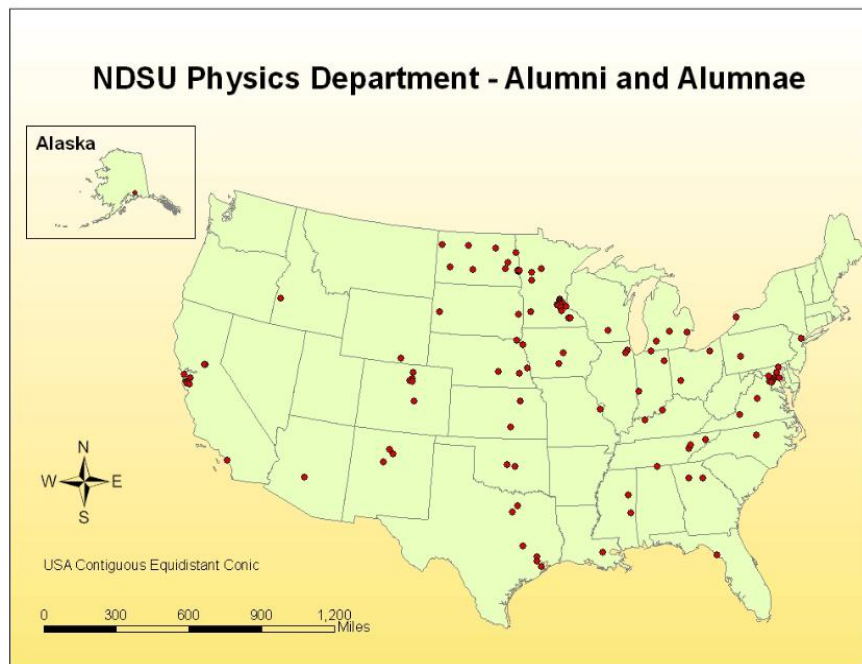 NDSU Physics Department - Alumni and Alumnae
Alaska
N
W E
S
USA Contiguous Equidistant Conic
0 300 600 900 1,200
Miles